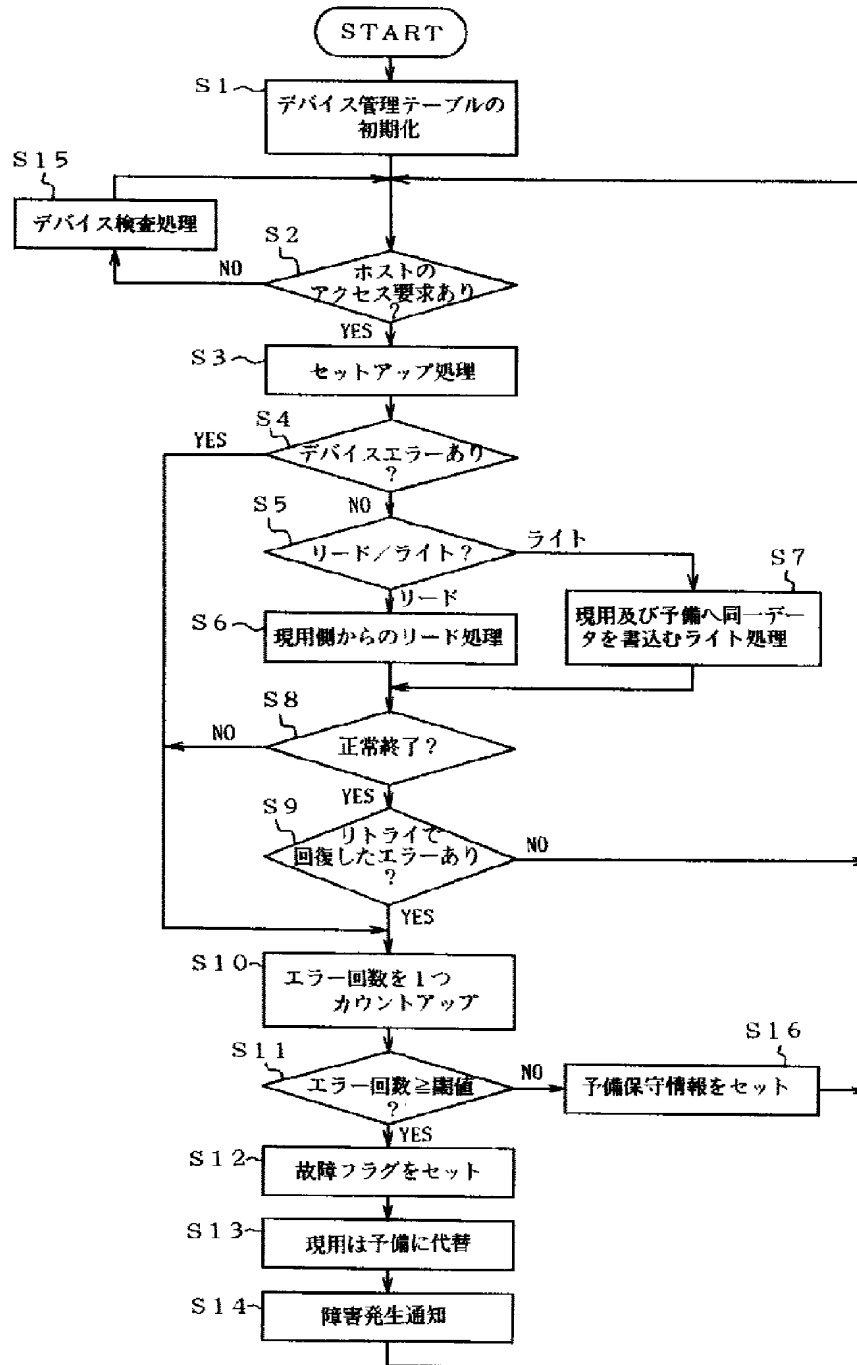 START
S1
デバイス管理テーブルの
初期化
S15
デバイス検査処理
S2
NO
ホストの
アクセス要求あり
?
YES
S3
セットアップ処理
S4
YES
デバイスエラーあり
?
NO
S5
リード/ライト?
ライト
リード
S6
現用側からのリード処理
S7
現用及び予備へ同一デー
タを書込むライト処理
S8
NO
正常終了?
YES
S9
リトライで
回復したエラーあり
?
NO
YES
S10
エラー回数を1つ
カウントアップ
S11
エラー回数≧閾値
?
NO
S16
予備保守情報をセット
YES
S12
故障フラグをセット
S13
現用は予備に代替
S14
障害発生通知